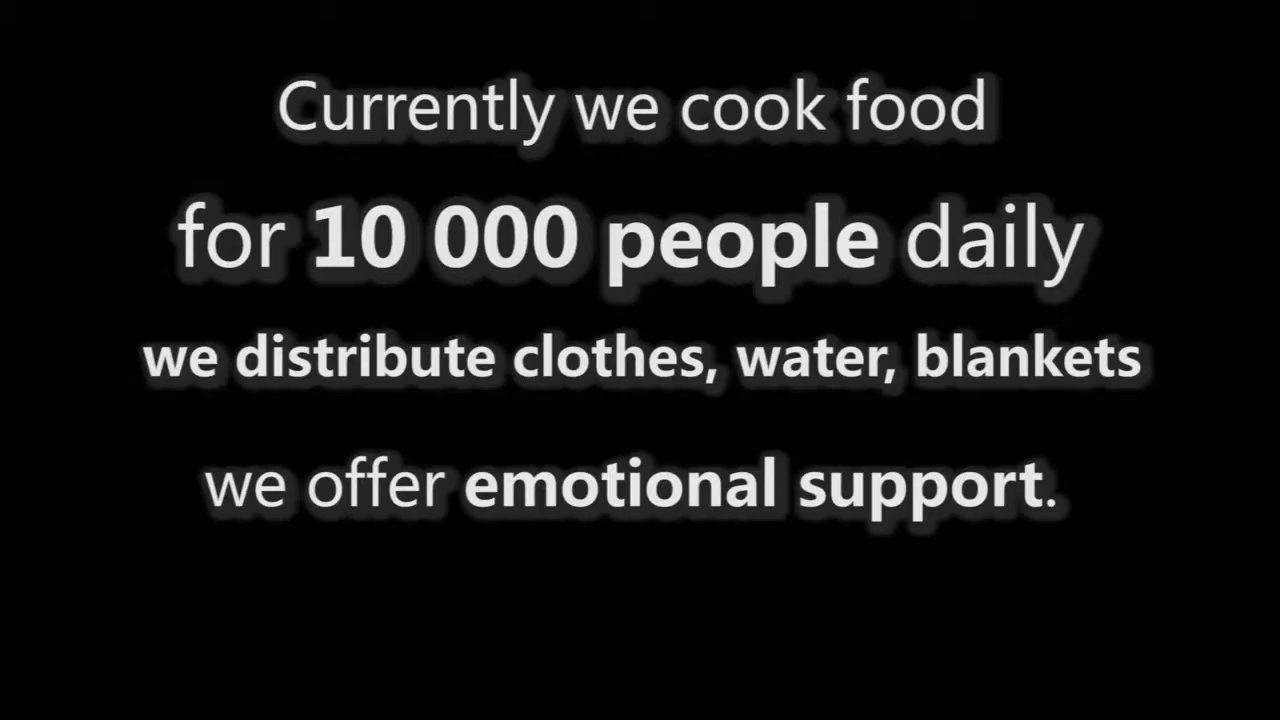 Currently we cook food
for 10 000 people daily
we distribute clothes, water, blankets
we offer emotional support.